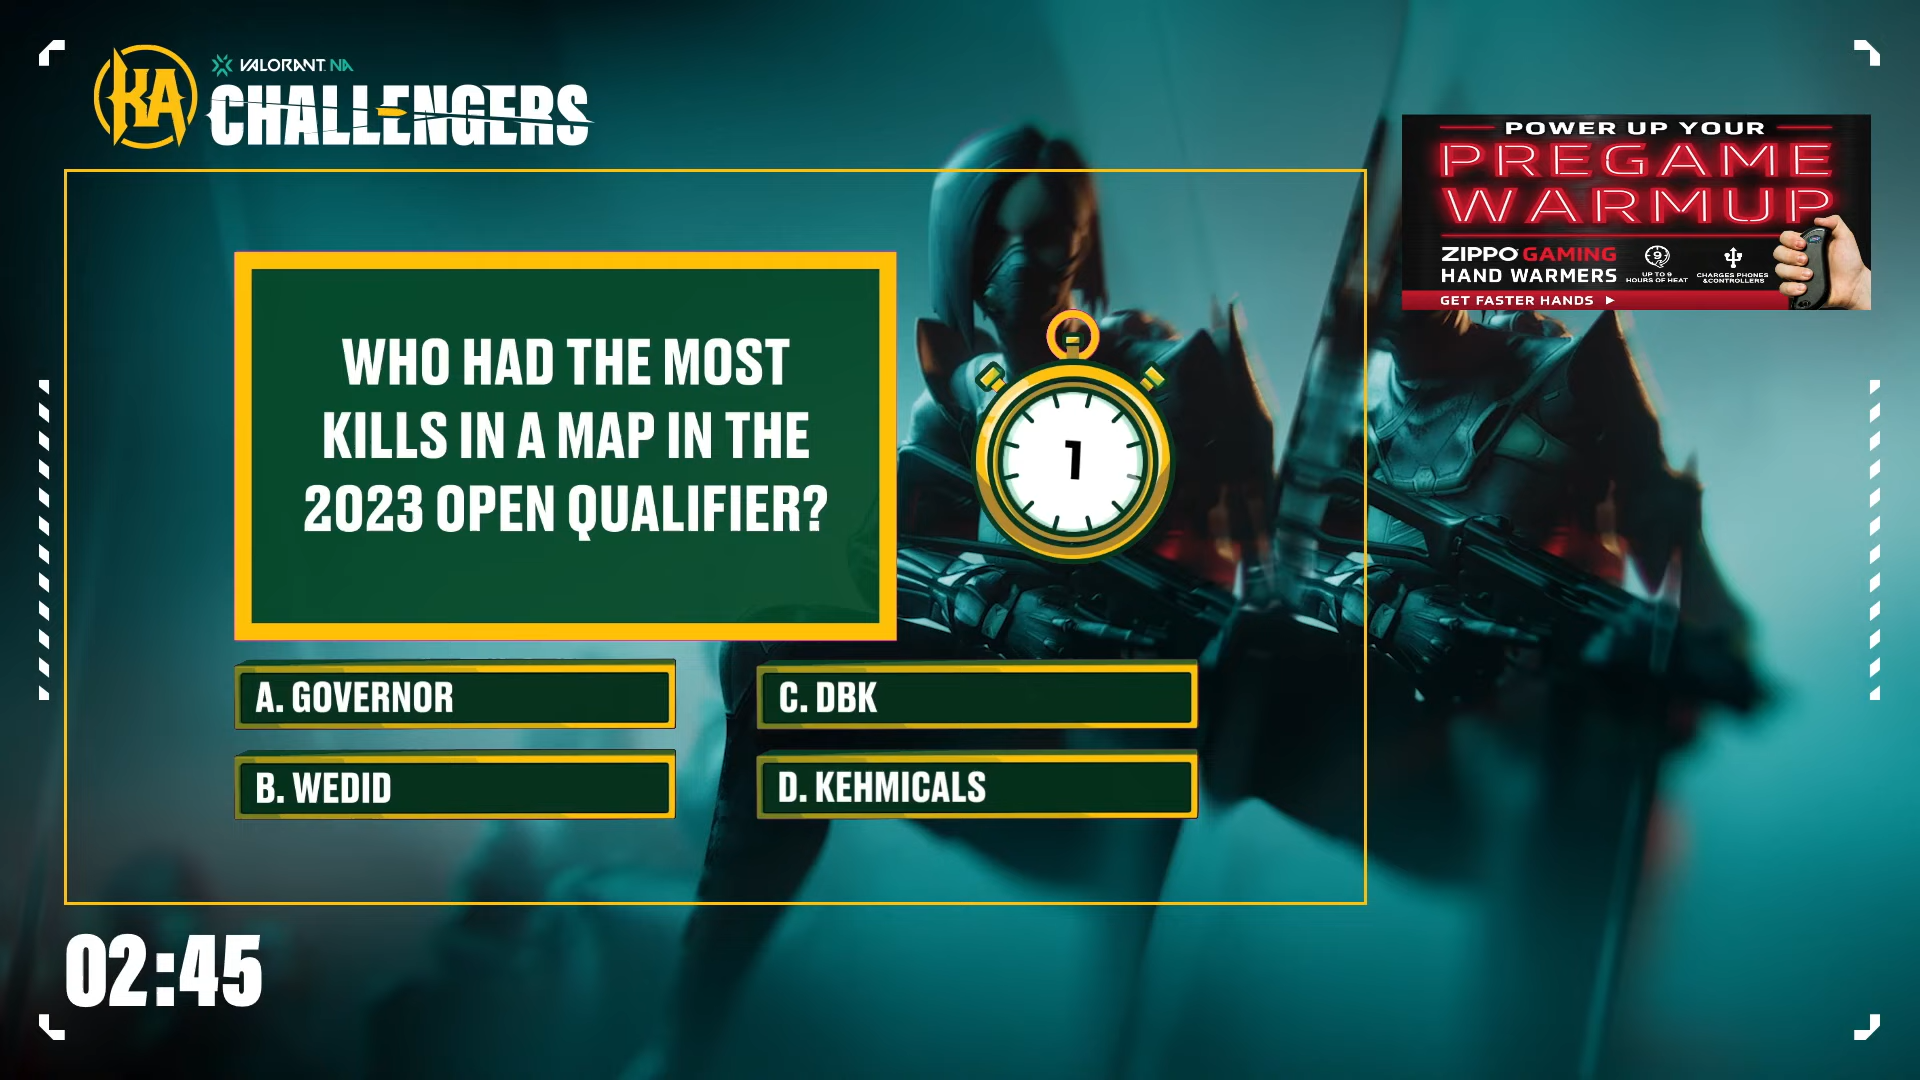 KA
VALORANT NA
CHALLENGERS
POWER UP YOUR
PREGAME
WARMUP
ZIPPO GAMING
HAND WARMERS
9
UP TO 9
HOURS OF HEAT
CHARGES PHONES
&CONTROLLERS
GET FASTER HANDS
WHO HAD THE MOST
KILLS IN A MAP IN THE
2023 OPEN QUALIFIER?
1
A. GOVERNOR
C. DBK
B. WEDID
D. KEHMICALS
02:45